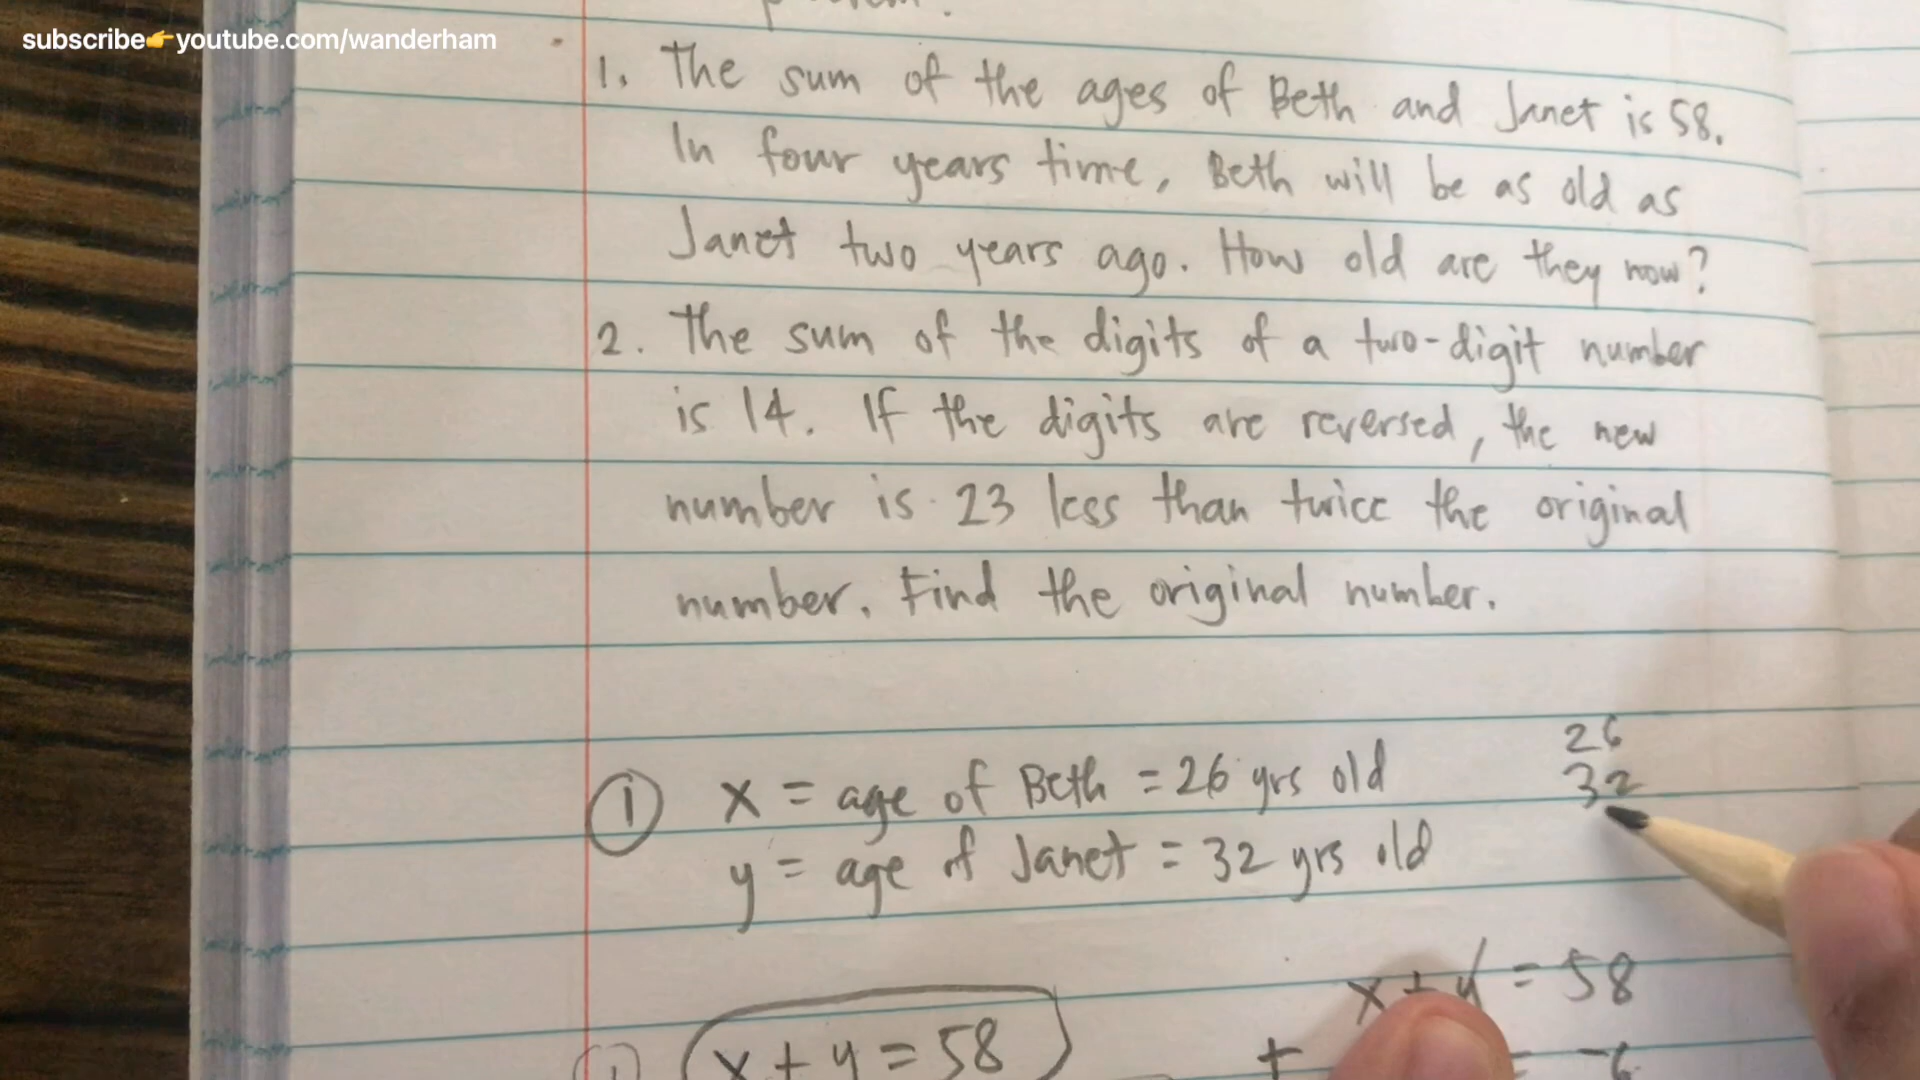 subscribe👉youtube.com/wanderham
1. The sum of the ages of Beth and Janet is 58.
In four years time, Beth will be as old as
Janet two years ago. How old are they now?
2. The sum of the digits of a two-digit number
is 14. If the digits are reversed, the new
number is 23 less than twice the original
number. Find the original number.
26
32
① x = age of Beth = 26 yrs old
y = age of Janet = 32 yrs old
x + y = 58
x + y = 58
+ = -6